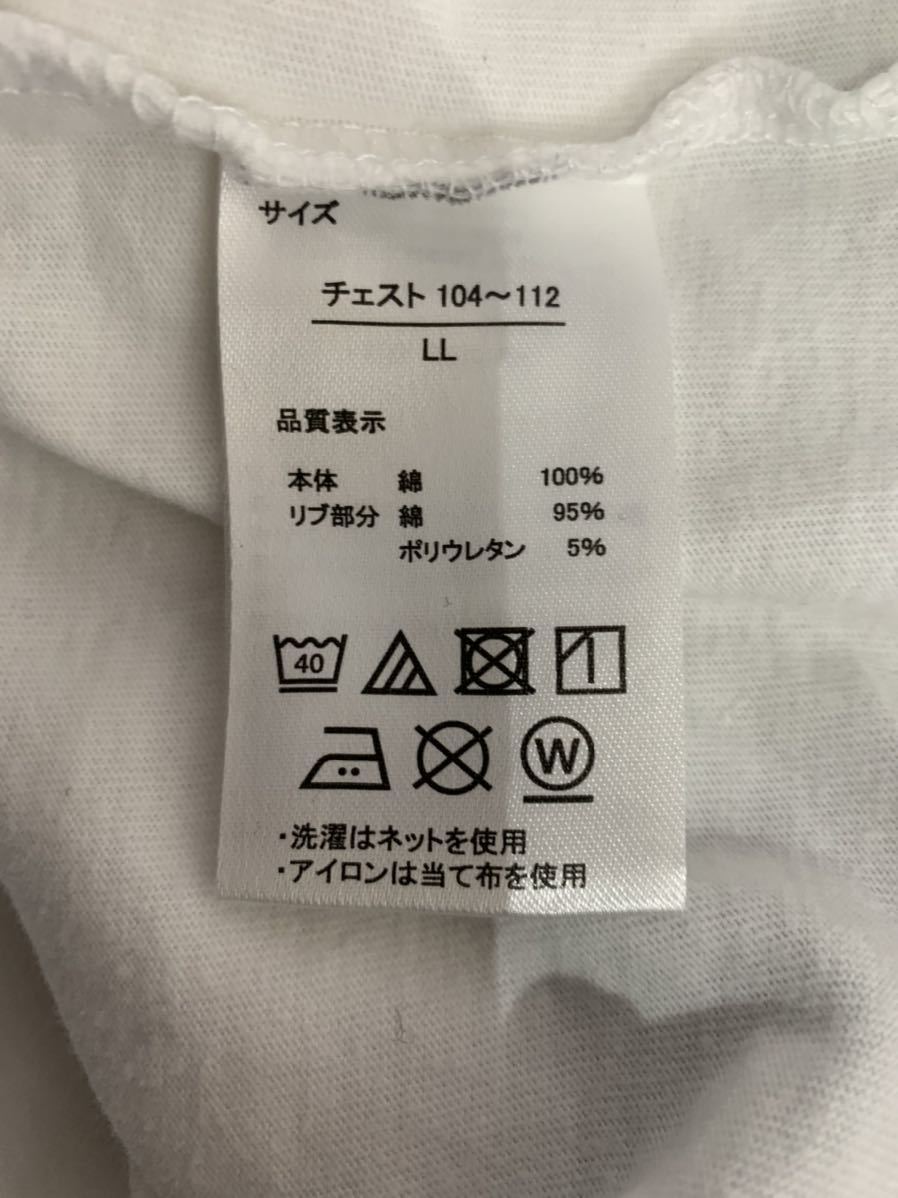 サイズ
チェスト 104～112
LL
品質表示
本体 綿 100%
リブ部分 綿 95%
ポリウレタン 5%
40
W
・洗濯はネットを使用
・アイロンは当て布を使用